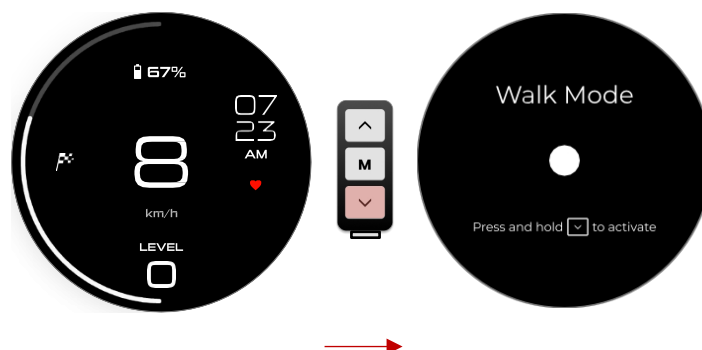 67%
07
23
AM
8
km/h
LEVEL
0
M
Walk Mode
Press and hold to activate